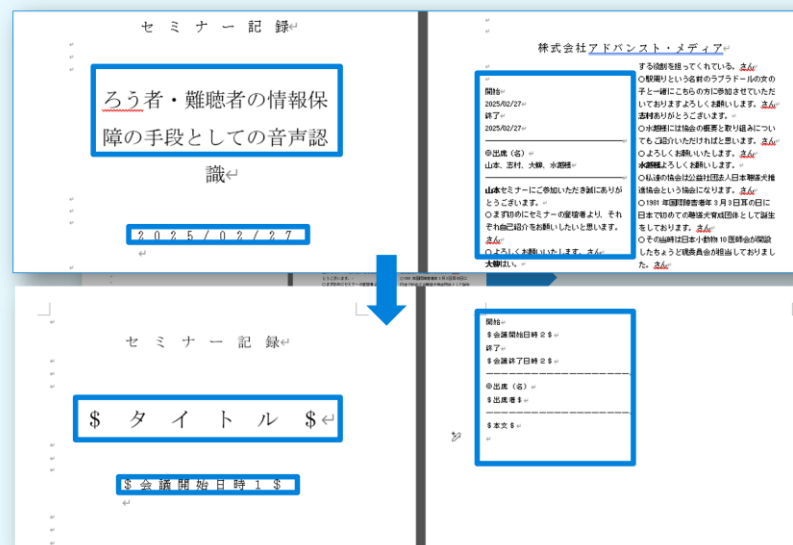 セミナー記録
ろう者・難聴者の情報保
障の手段としての音声認
識
2025/02/27
株式会社アドバンスト・メディア
開始
2025/02/27
終了
2025/02/27
◎出席（名）
山本、志村、大柳、水越様
山本セミナーにご参加いただき誠にありが
とうございます。
○まず初めにセミナーの登壇者より、それ
ぞれ自己紹介をお願いしたいと思います。
さん
○よろしくお願いいたします。さん
大柳はい。
する役割を担ってくれている。さん
という名前のラブラドールの女の
子と一緒にこちらの方に参加させていただ
いておりますよろしくお願いします。さん
志村ありがとうございます。
○水越様には協会の概要と取り組みについ
てもご紹介いただければと思います。さん
○よろしくお願いいたします。さん
水越様よろしくお願いします。
○私達の協会は公益社団法人日本聴導犬推
進協会という協会になります。さん
○1981年国際障害者年3月3日耳の日に
日本で初めての聴導犬育成団体として誕生
をしております。さん
○その当時は日本小動物
したちょうど
委員会が担当しておりまし
た。さん
セミナー記録
$タイトル$
$会議開始日時1$
開始
$会議開始日時2$
終了
$会議終了日時2$
◎出席（名）
$出席者$
$本文$